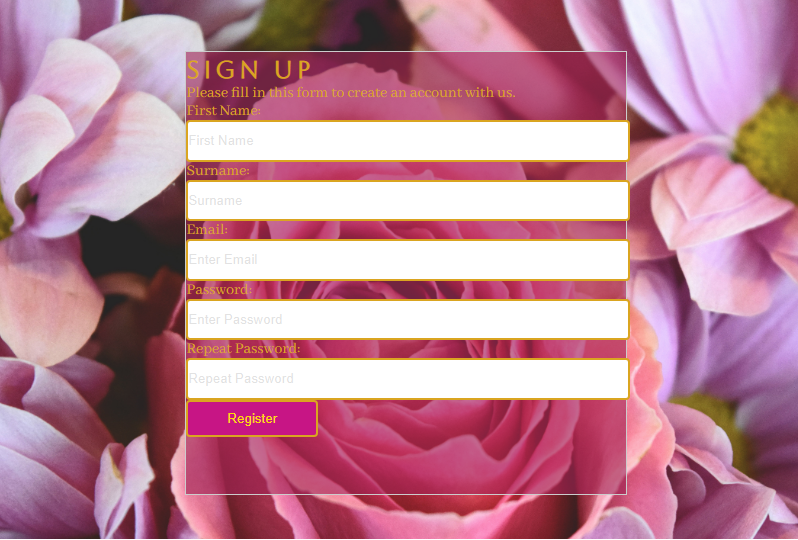 SIGN UP
Please fill in this form to create an account with us.
First Name:
First Name
Surname:
Surname
Email:
Enter Email
Password:
Enter Password
Repeat Password:
Repeat Password
Register